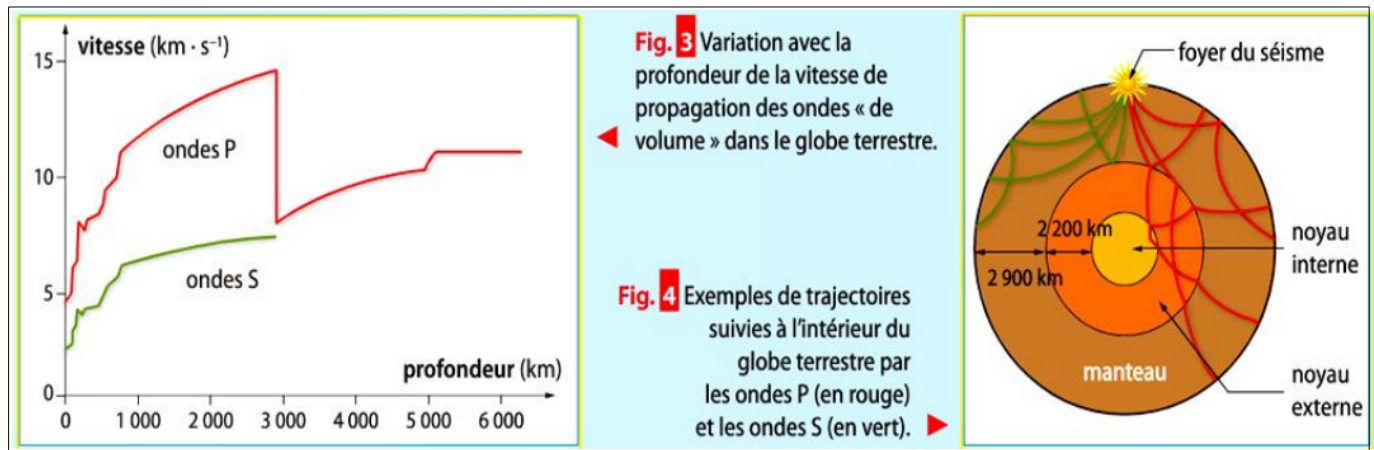 vitesse (km · s⁻¹)
15
10
5
0
ondes P
ondes S
profondeur (km)
0 1 000 2 000 3 000 4 000 5 000 6 000
Fig. 3 Variation avec la
profondeur de la vitesse de
propagation des ondes « de
volume » dans le globe terrestre.
Fig. 4 Exemples de trajectoires
suivies à l'intérieur du
globe terrestre par
les ondes P (en rouge)
et les ondes S (en vert).
foyer du séisme
2 200 km
2 900 km
noyau
interne
manteau
noyau
externe